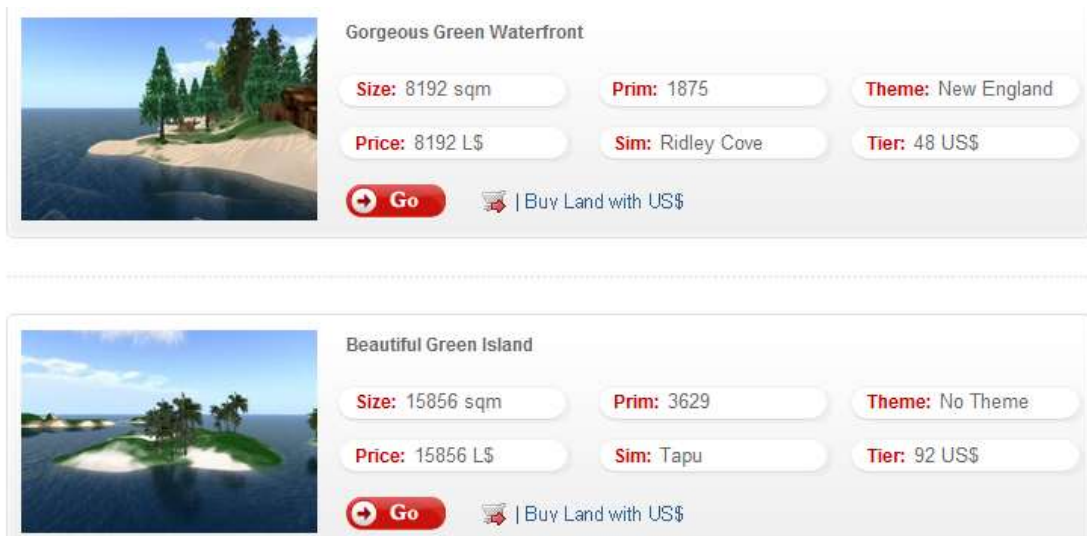 Gorgeous Green Waterfront
Size: 8192 sqm Prim: 1875 Theme: New England
Price: 8192 L$ Sim: Ridley Cove Tier: 48 US$
Go | Buy Land with US$
Beautiful Green Island
Size: 15856 sqm Prim: 3629 Theme: No Theme
Price: 15856 L$ Sim: Tapu Tier: 92 US$
Go | Buy Land with US$